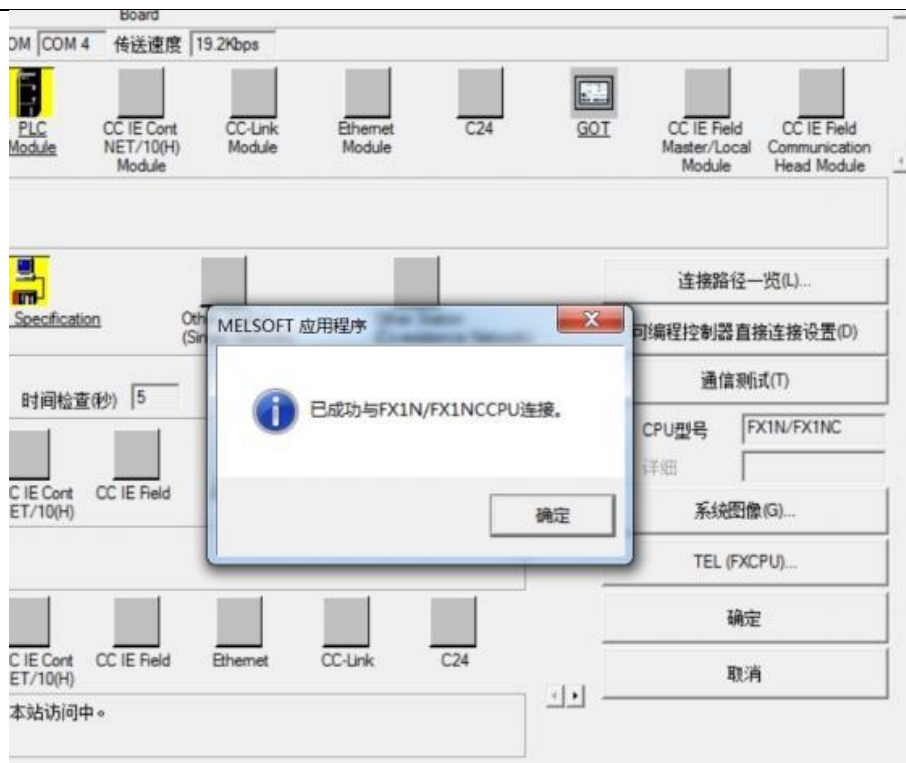 Board
OM COM 4 传送速度 19.2Kbps
PLC
Module
CC IE Cont
NET/10(H)
Module
CC-Link
Module
Ethernet
Module
C24
GOT
CC IE Field
Master/Local
Module
CC IE Field
Communication
Head Module
Specification
Oth
(Sin
连接路径一览(L)...
MELSOFT 应用程序
可编程控制器直接连接设置(D)
时间检查(秒) 5
通信测试(T)
已成功与FX1N/FX1NCCPU连接。
CPU型号 FX1N/FX1NC
详细
C IE Cont
ET/10(H)
CC IE Field
确定
系统图像(G)...
TEL (FXCPU)...
确定
C IE Cont
ET/10(H)
CC IE Field
Ethernet
CC-Link
C24
取消
本站访问中。